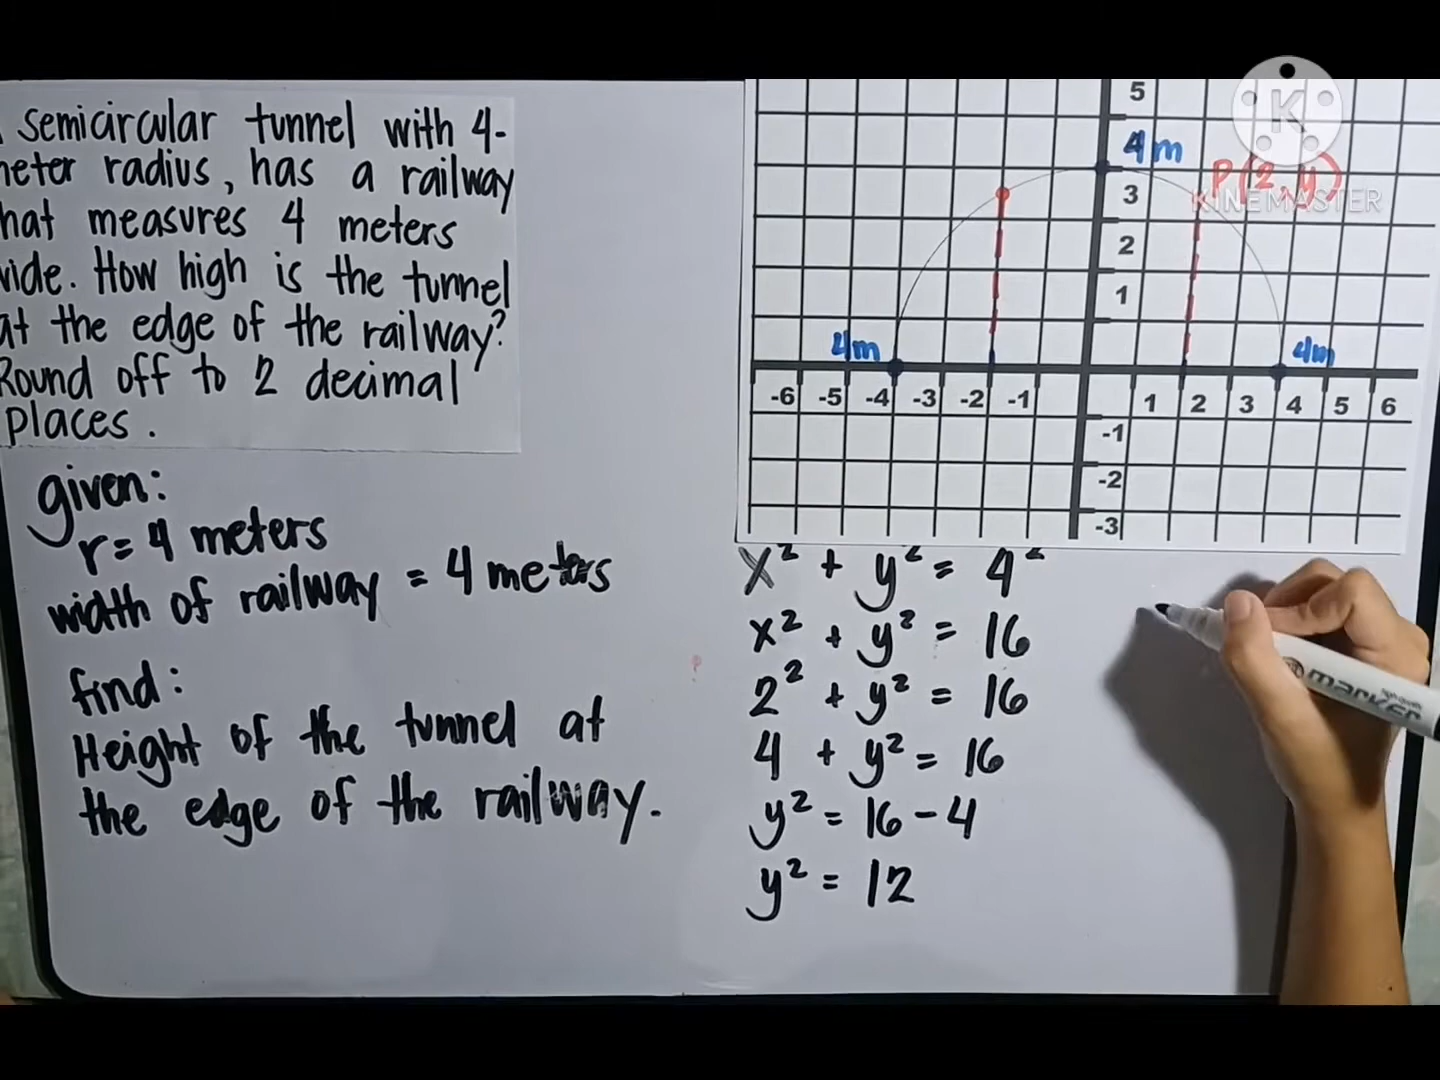 semicircular tunnel with 4-
meter radius, has a railway
that measures 4 meters
wide. How high is the tunnel
at the edge of the railway?
Round off to 2 decimal
places.
given:
r = 4 meters
width of railway = 4 meters
find:
Height of the tunnel at
the edge of the railway.
5
4m
P(2, y)
KINEMASTER
3
2
1
4m
4m
-6 -5 -4 -3 -2 -1 1 2 3 4 5 6
-1
-2
-3
x² + y² = 4²
x² + y² = 16
2² + y² = 16
4 + y² = 16
y² = 16 - 4
y² = 12
K
marker